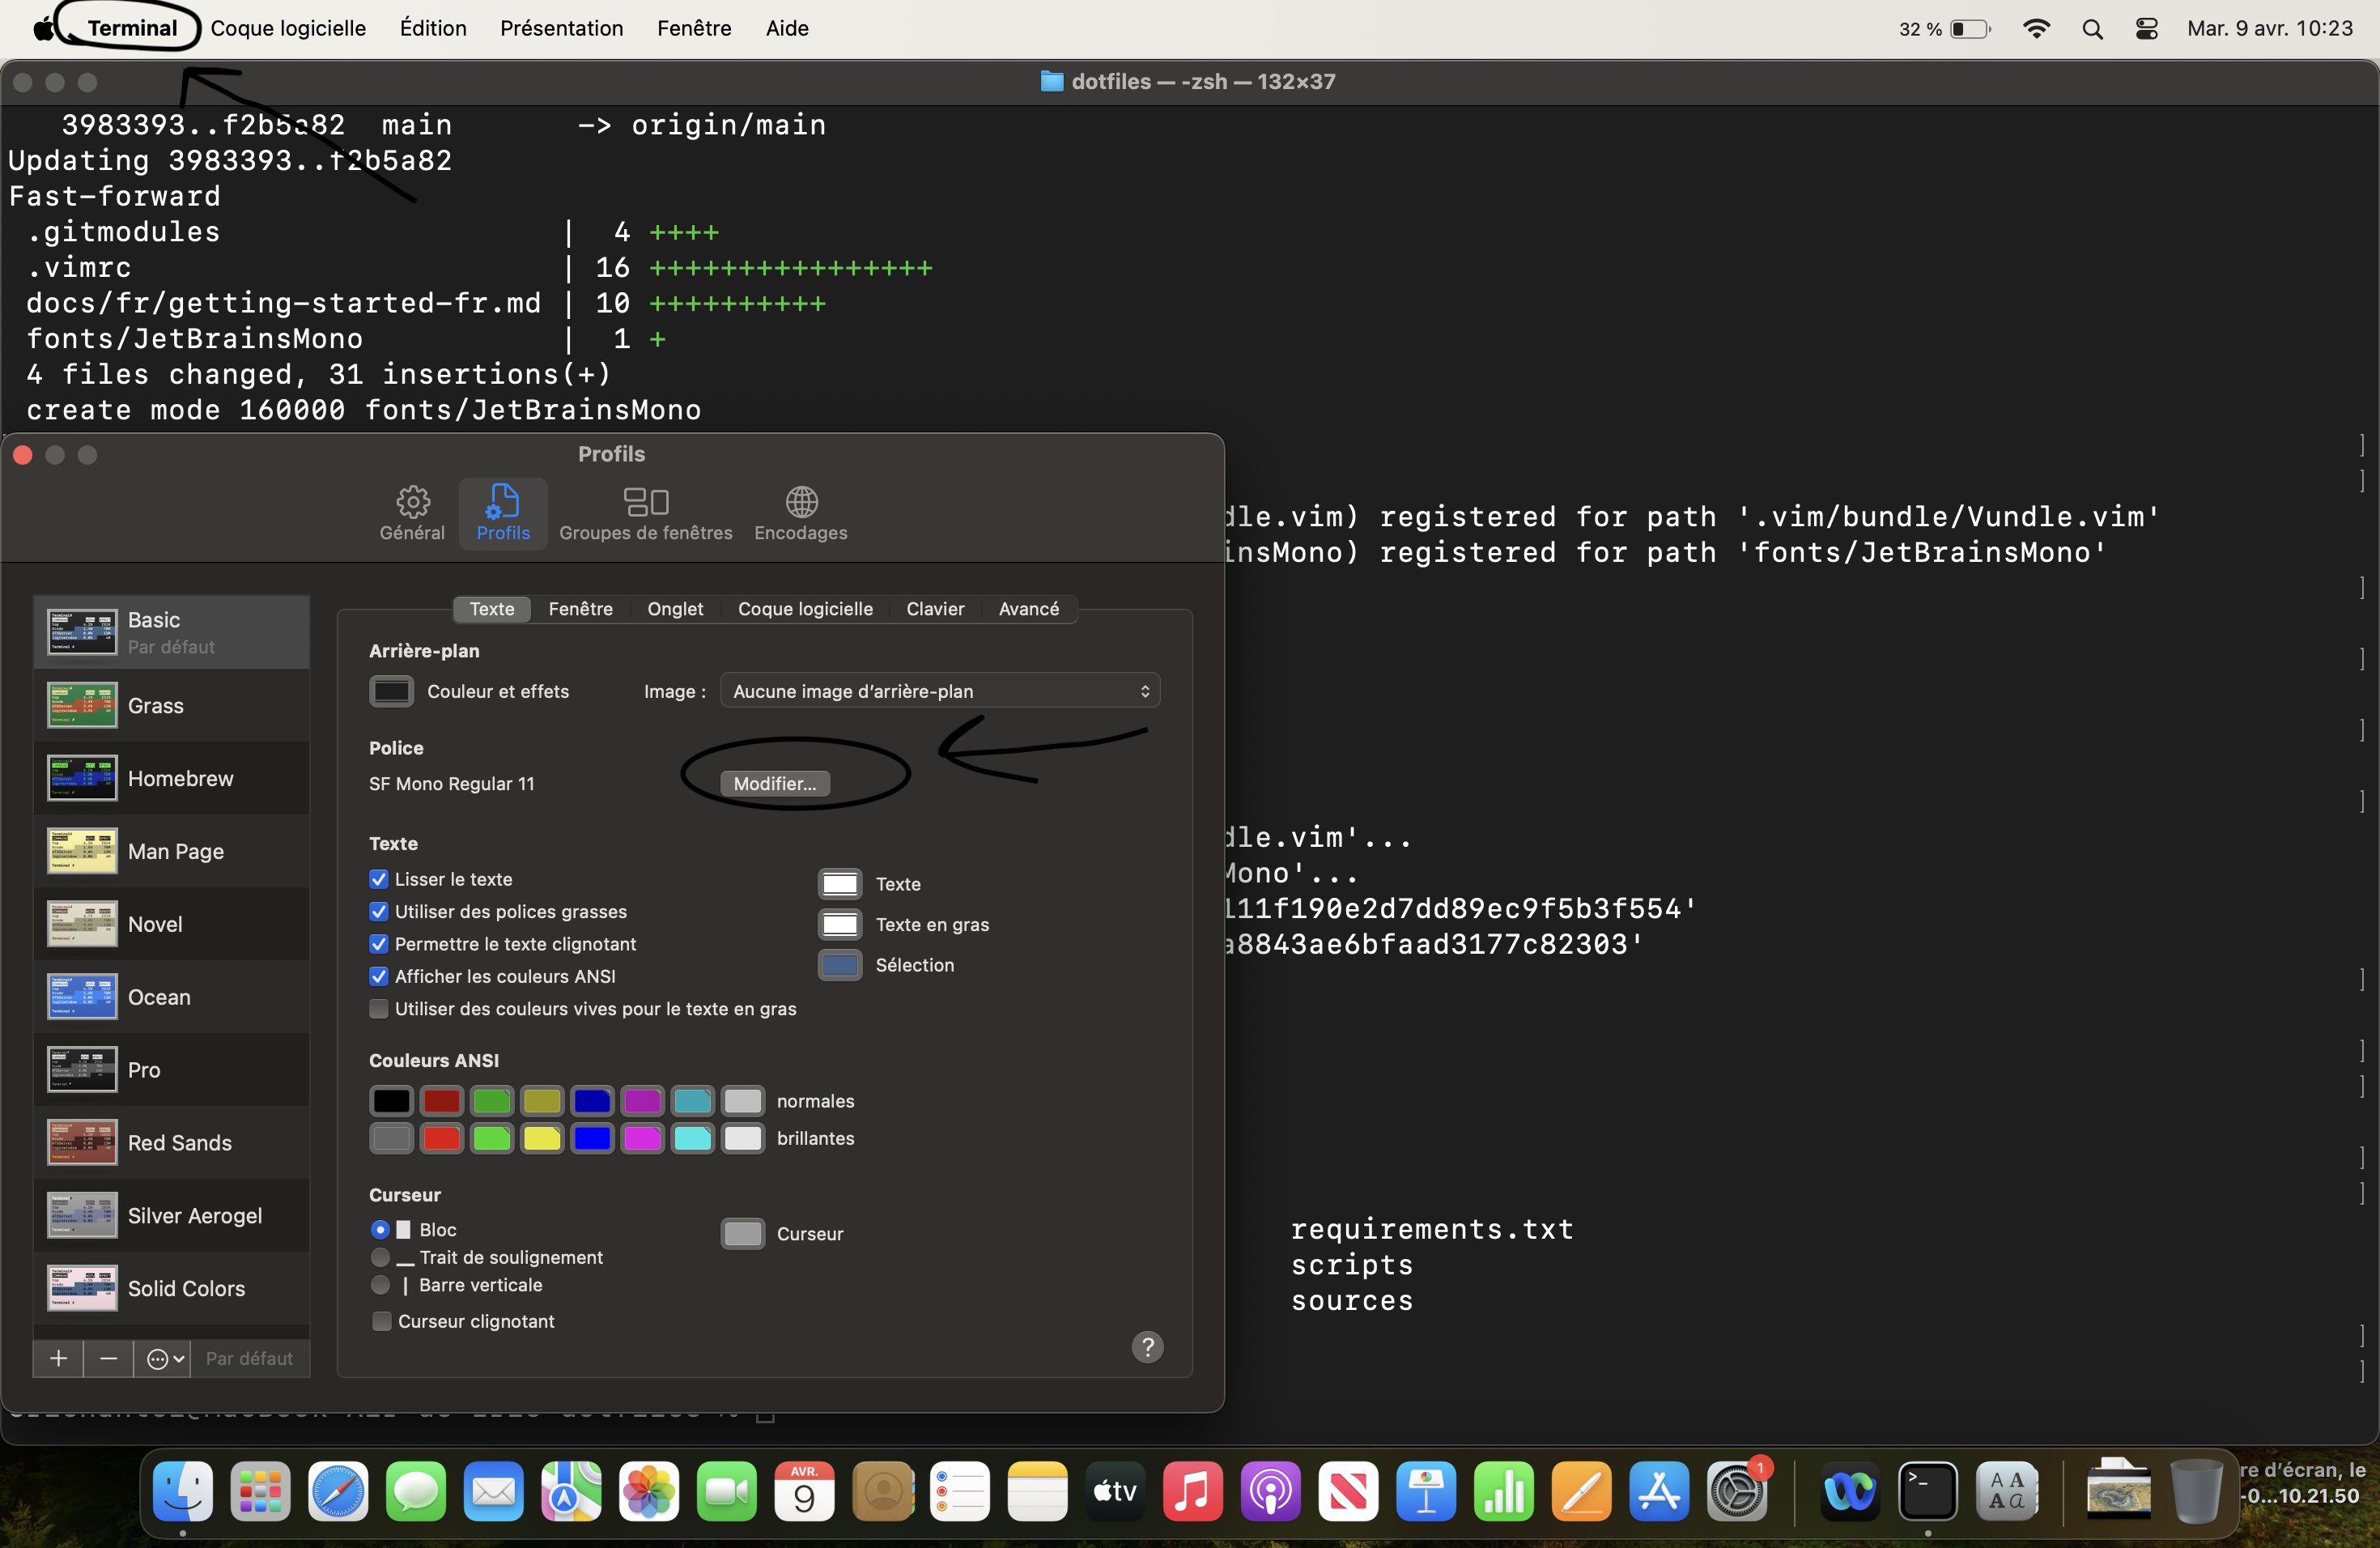 Terminal Coque logicielle Édition Présentation Fenêtre Aide 32 % Mar. 9 avr. 10:23
dotfiles — -zsh — 132×37
3983393..f2b5a82 main -> origin/main
Updating 3983393..f2b5a82
Fast-forward
.gitmodules | 4 ++++
.vimrc | 16 ++++++++++++++++
docs/fr/getting-started-fr.md | 10 ++++++++++
fonts/JetBrainsMono | 1 +
4 files changed, 31 insertions(+)
create mode 160000 fonts/JetBrainsMono
Profils
Général Profils Groupes de fenêtres Encodages
dle.vim) registered for path '.vim/bundle/Vundle.vim'
insMono) registered for path 'fonts/JetBrainsMono'
Basic
Par défaut
Grass
Homebrew
Man Page
Novel
Ocean
Pro
Red Sands
Silver Aerogel
Solid Colors
Par défaut
Texte Fenêtre Onglet Coque logicielle Clavier Avancé
Arrière-plan
Couleur et effets Image : Aucune image d’arrière-plan
Police
SF Mono Regular 11 Modifier...
Texte
Lisser le texte
Utiliser des polices grasses
Permettre le texte clignotant
Afficher les couleurs ANSI
Utiliser des couleurs vives pour le texte en gras
Texte
Texte en gras
Sélection
Couleurs ANSI
normales
brillantes
Curseur
Bloc
Trait de soulignement
Barre verticale
Curseur clignotant
Curseur
?
dle.vim'...
Mono'...
111f190e2d7dd89ec9f5b3f554'
a8843ae6bfaad3177c82303'
requirements.txt
scripts
sources
AVR.
9
tv
1
>_
re d’écran, le
-0...10.21.50